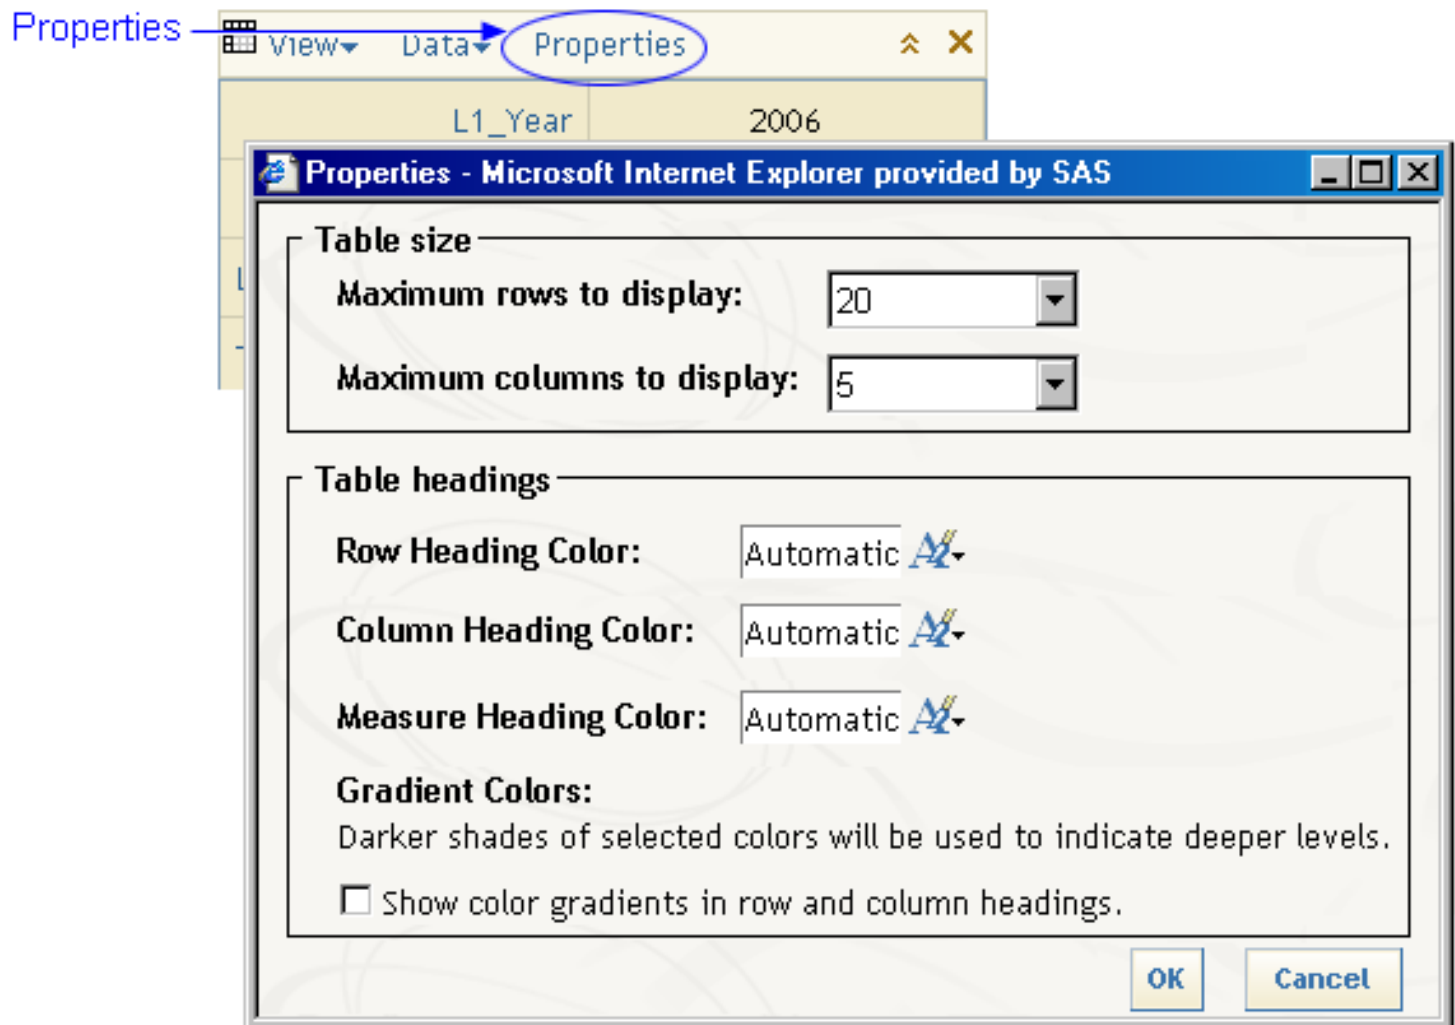 Properties
View Data Properties
L1_Year 2006
Properties - Microsoft Internet Explorer provided by SAS
Table size
Maximum rows to display: 20
Maximum columns to display: 5
Table headings
Row Heading Color: Automatic
Column Heading Color: Automatic
Measure Heading Color: Automatic
Gradient Colors:
Darker shades of selected colors will be used to indicate deeper levels.
Show color gradients in row and column headings.
OK Cancel